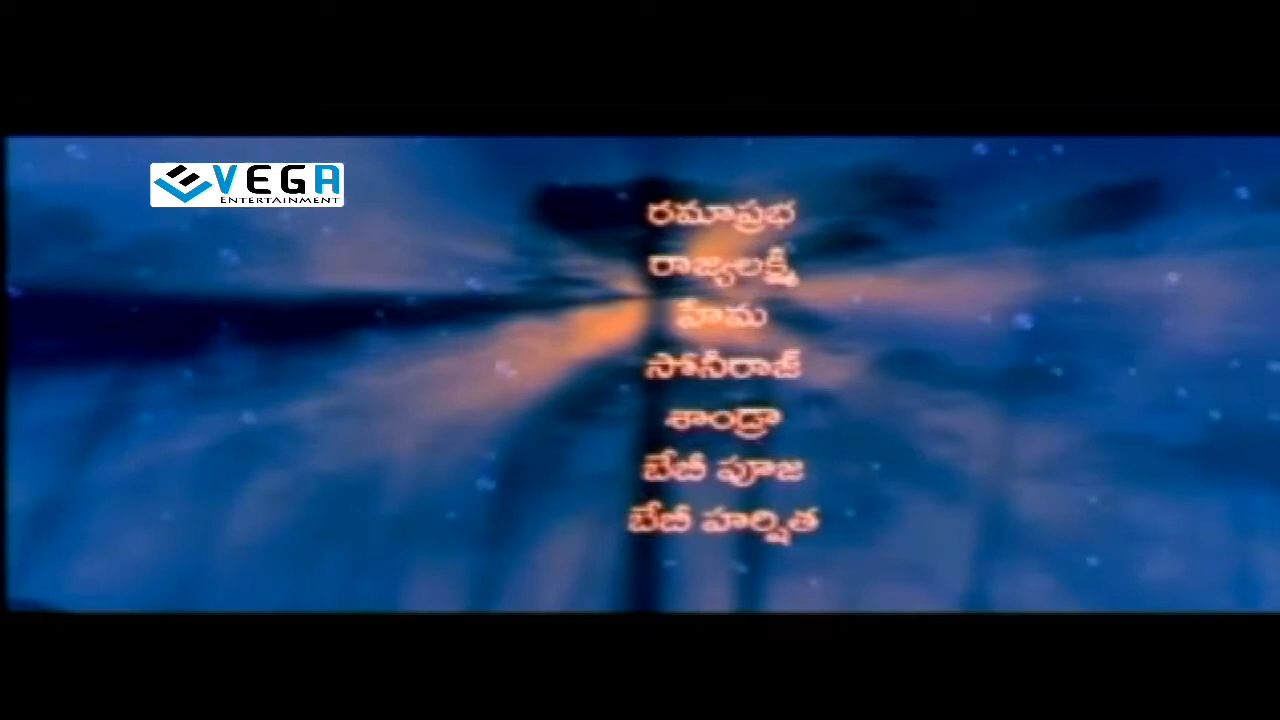 VEGA
ENTERTAINMENT
రమాప్రభ
రాజ్యలక్ష్మి
హేమ
సోనీరాజ్
శాండ్రా
బేబీ పూజ
బేబీ హర్షిత